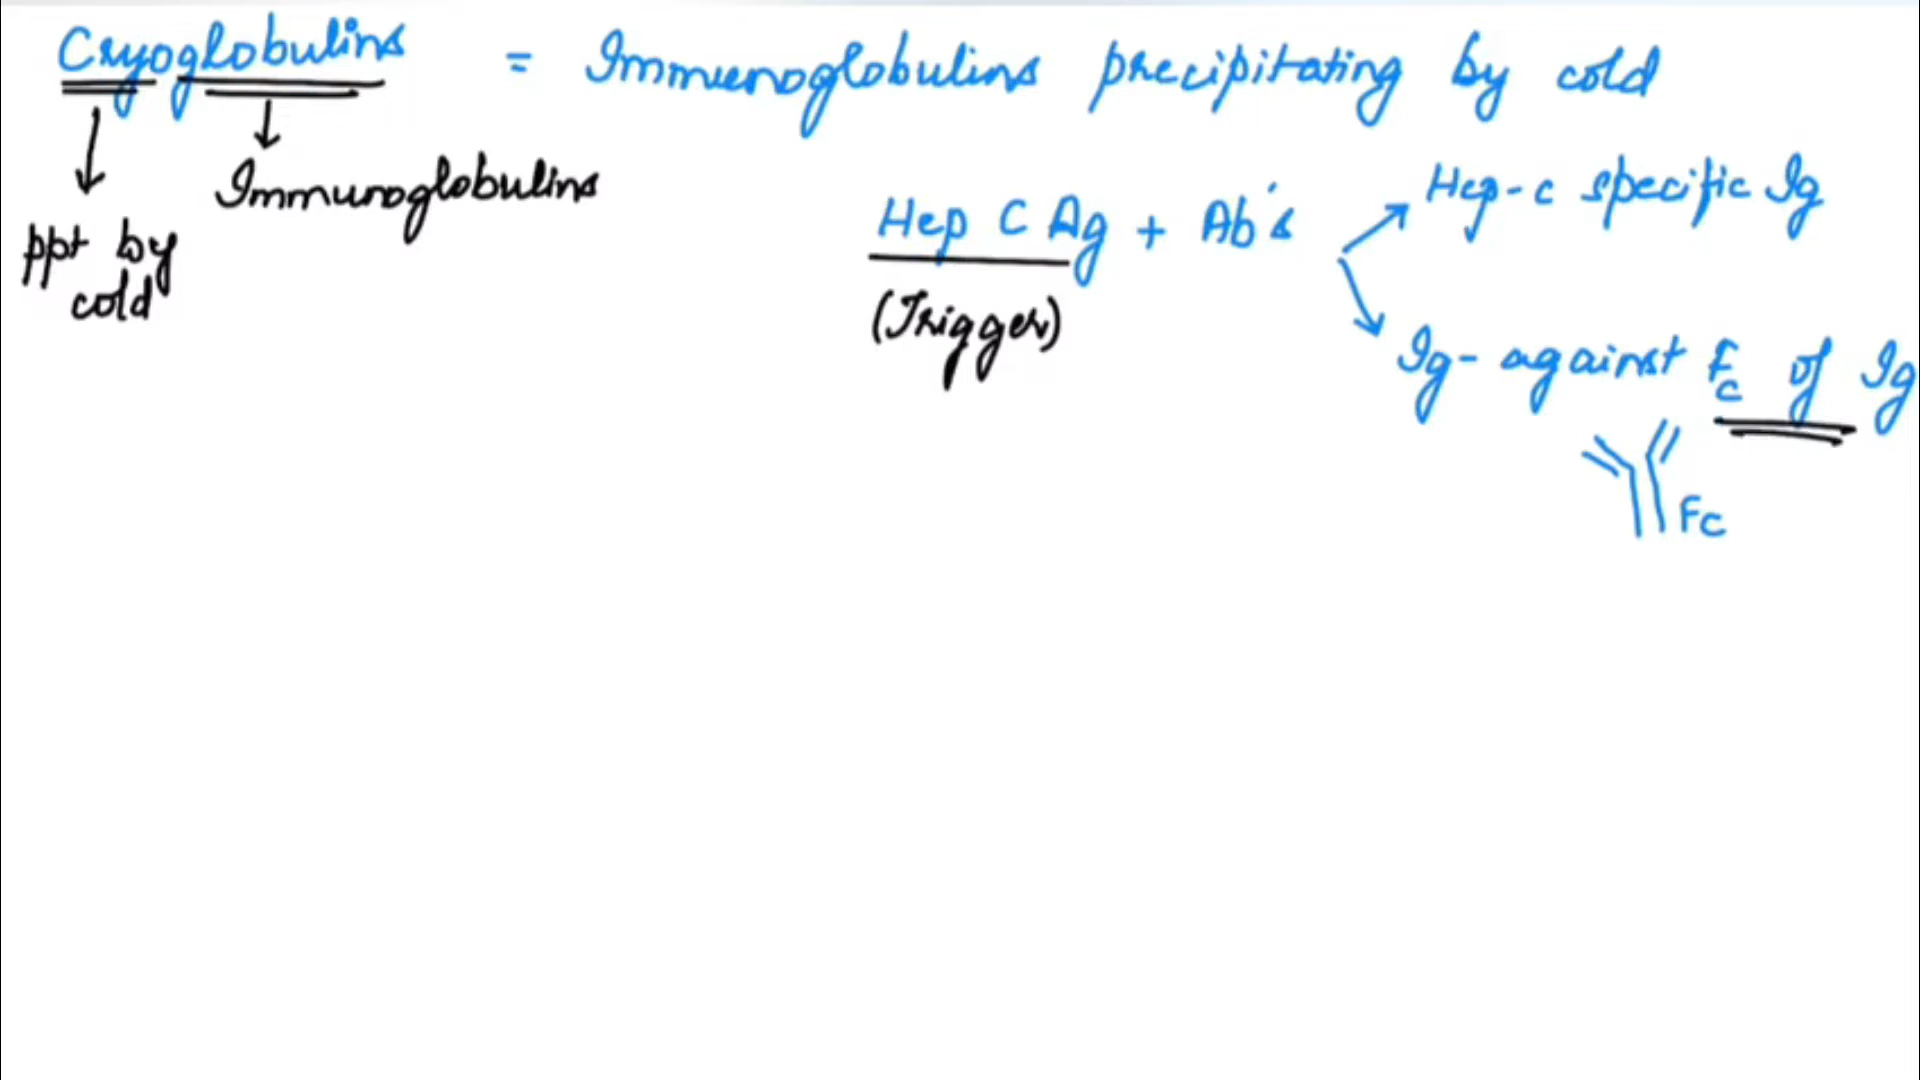 Cryoglobulins = Immunoglobulins precipitating by cold
ppt by cold
Immunoglobulins
Hep C Ag + Ab's
(Trigger)
Hep-c specific Ig
Ig- against Fc of Ig
Fc